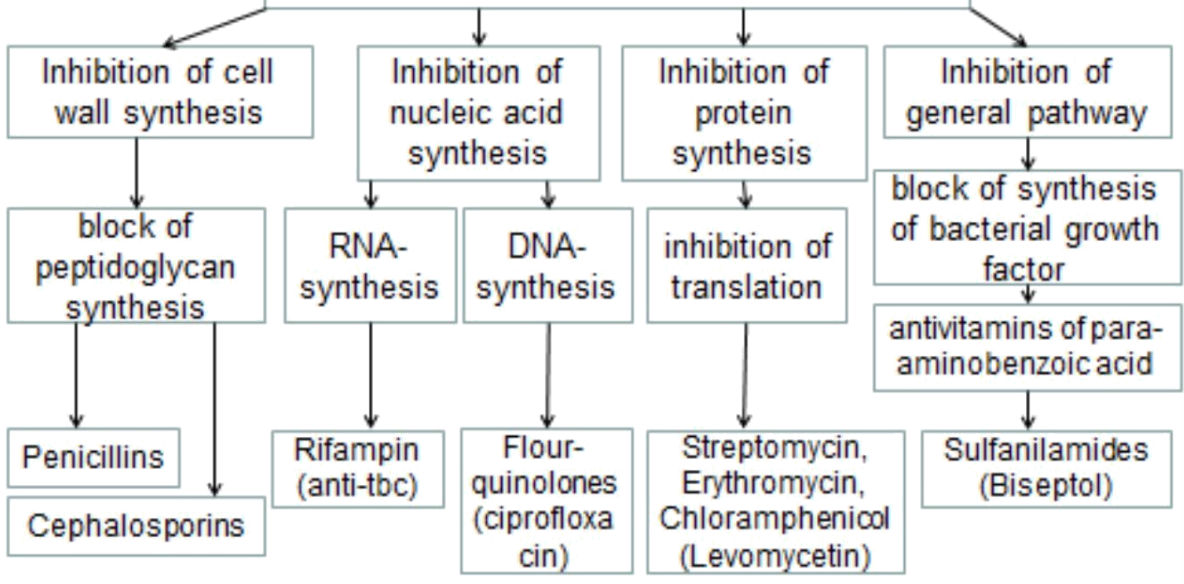 Inhibition of cell
wall synthesis
Inhibition of
nucleic acid
synthesis
Inhibition of
protein
synthesis
Inhibition of
general pathway
block of
peptidoglycan
synthesis
RNA-
synthesis
DNA-
synthesis
inhibition of
translation
block of synthesis
of bacterial growth
factor
antivitamins of para-
aminobenzoic acid
Penicillins
Cephalosporins
Rifampin
(anti-tbc)
Flour-
quinolones
(ciprofloxa
cin)
Streptomycin,
Erythromycin,
Chloramphenicol
(Levomycetin)
Sulfanilamides
(Biseptol)